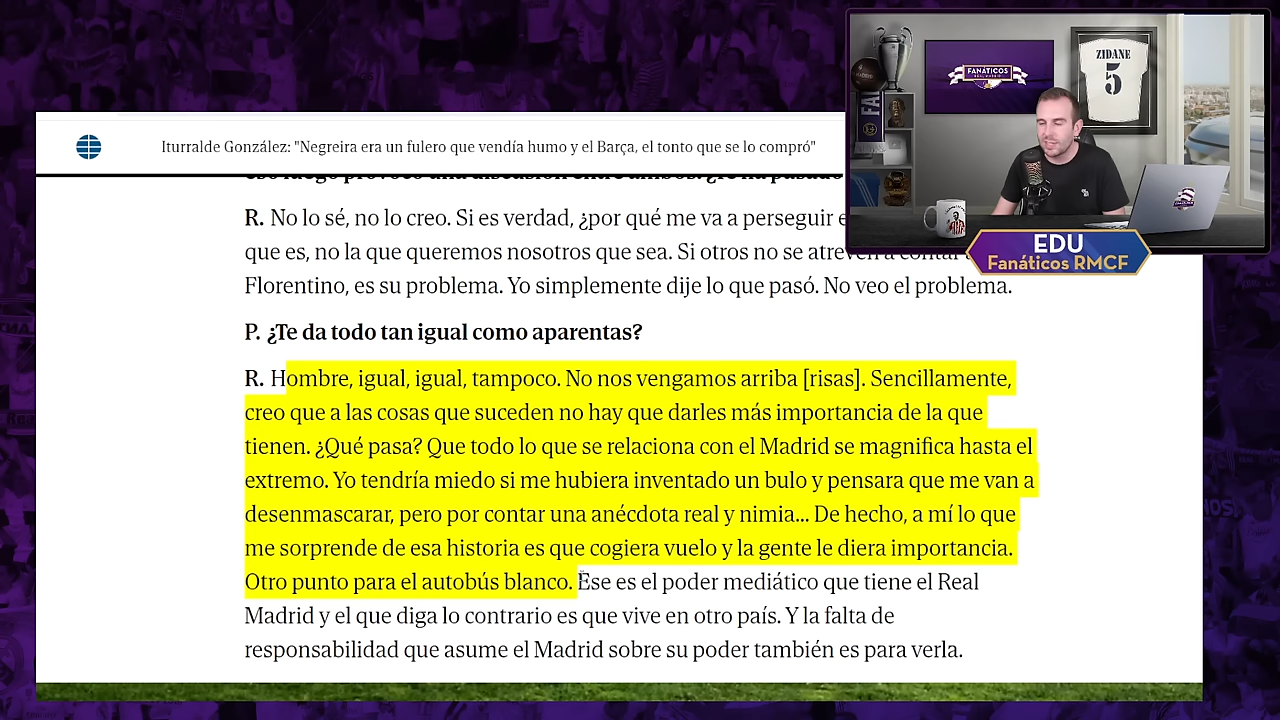 Iturralde González: "Negreira era un fulero que vendía humo y el Barça, el tonto que se lo compró"
R. No lo sé, no lo creo. Si es verdad, ¿por qué me va a perseguir
que es, no la que queremos nosotros que sea. Si otros no se atreven a contar
Florentino, es su problema. Yo simplemente dije lo que pasó. No veo el problema.
P. ¿Te da todo tan igual como aparentas?
R. Hombre, igual, igual, tampoco. No nos vengamos arriba [risas]. Sencillamente,
creo que a las cosas que suceden no hay que darles más importancia de la que
tienen. ¿Qué pasa? Que todo lo que se relaciona con el Madrid se magnifica hasta el
extremo. Yo tendría miedo si me hubiera inventado un bulo y pensara que me van a
desenmascarar, pero por contar una anécdota real y nimia... De hecho, a mí lo que
me sorprende de esa historia es que cogiera vuelo y la gente le diera importancia.
Otro punto para el autobús blanco. Ese es el poder mediático que tiene el Real
Madrid y el que diga lo contrario es que vive en otro país. Y la falta de
responsabilidad que asume el Madrid sobre su poder también es para verla.
FANÁTICOS
ZIDANE
5
EDU
Fanáticos RMCF